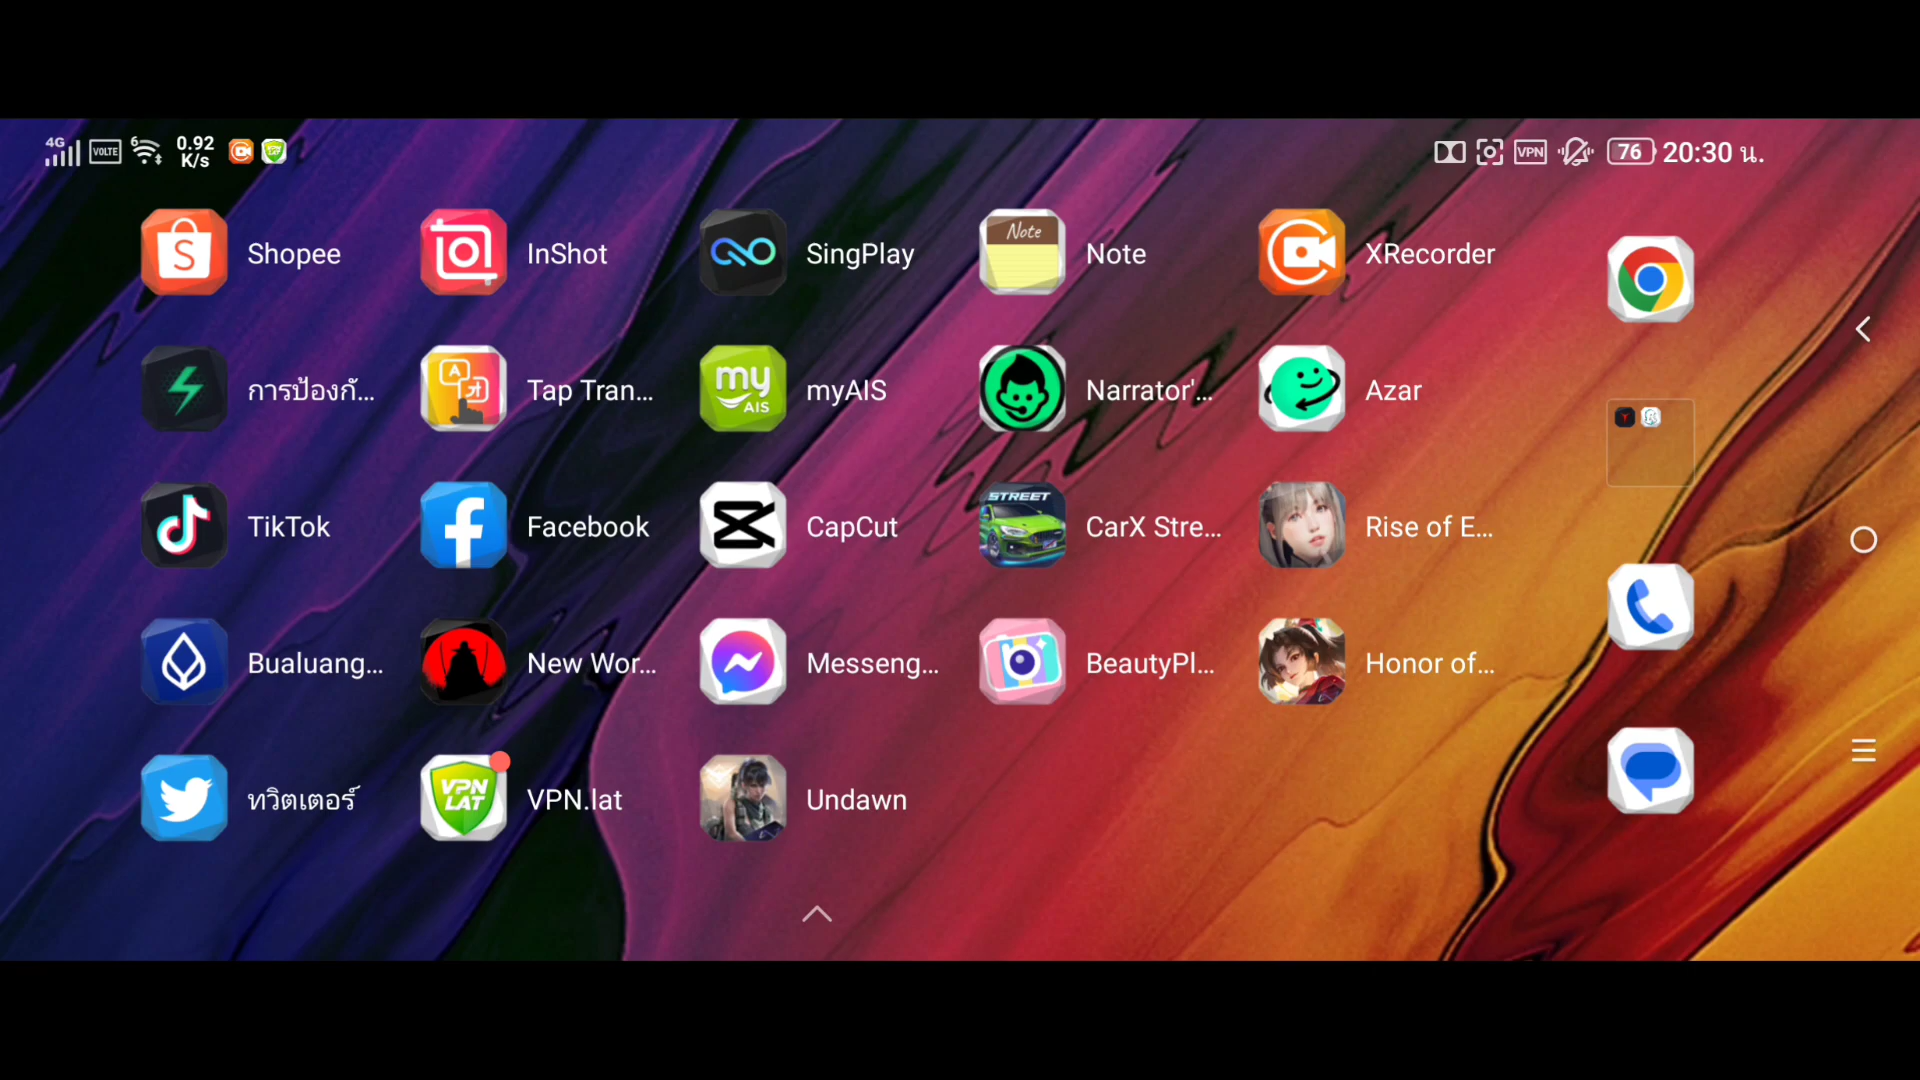 4G VOLTE 6 0.92 K/s VPN 76 20:30 น.
Shopee InShot SingPlay Note Note XRecorder
การป้องกั... Tap Tran... my AIS myAIS Narrator'... Azar
TikTok Facebook CapCut STREET CarX Stre... Rise of E...
Bualuang... New Wor... Messeng... BeautyPl... Honor of...
ทวิตเตอร์ VPN LAT VPN.lat Undawn